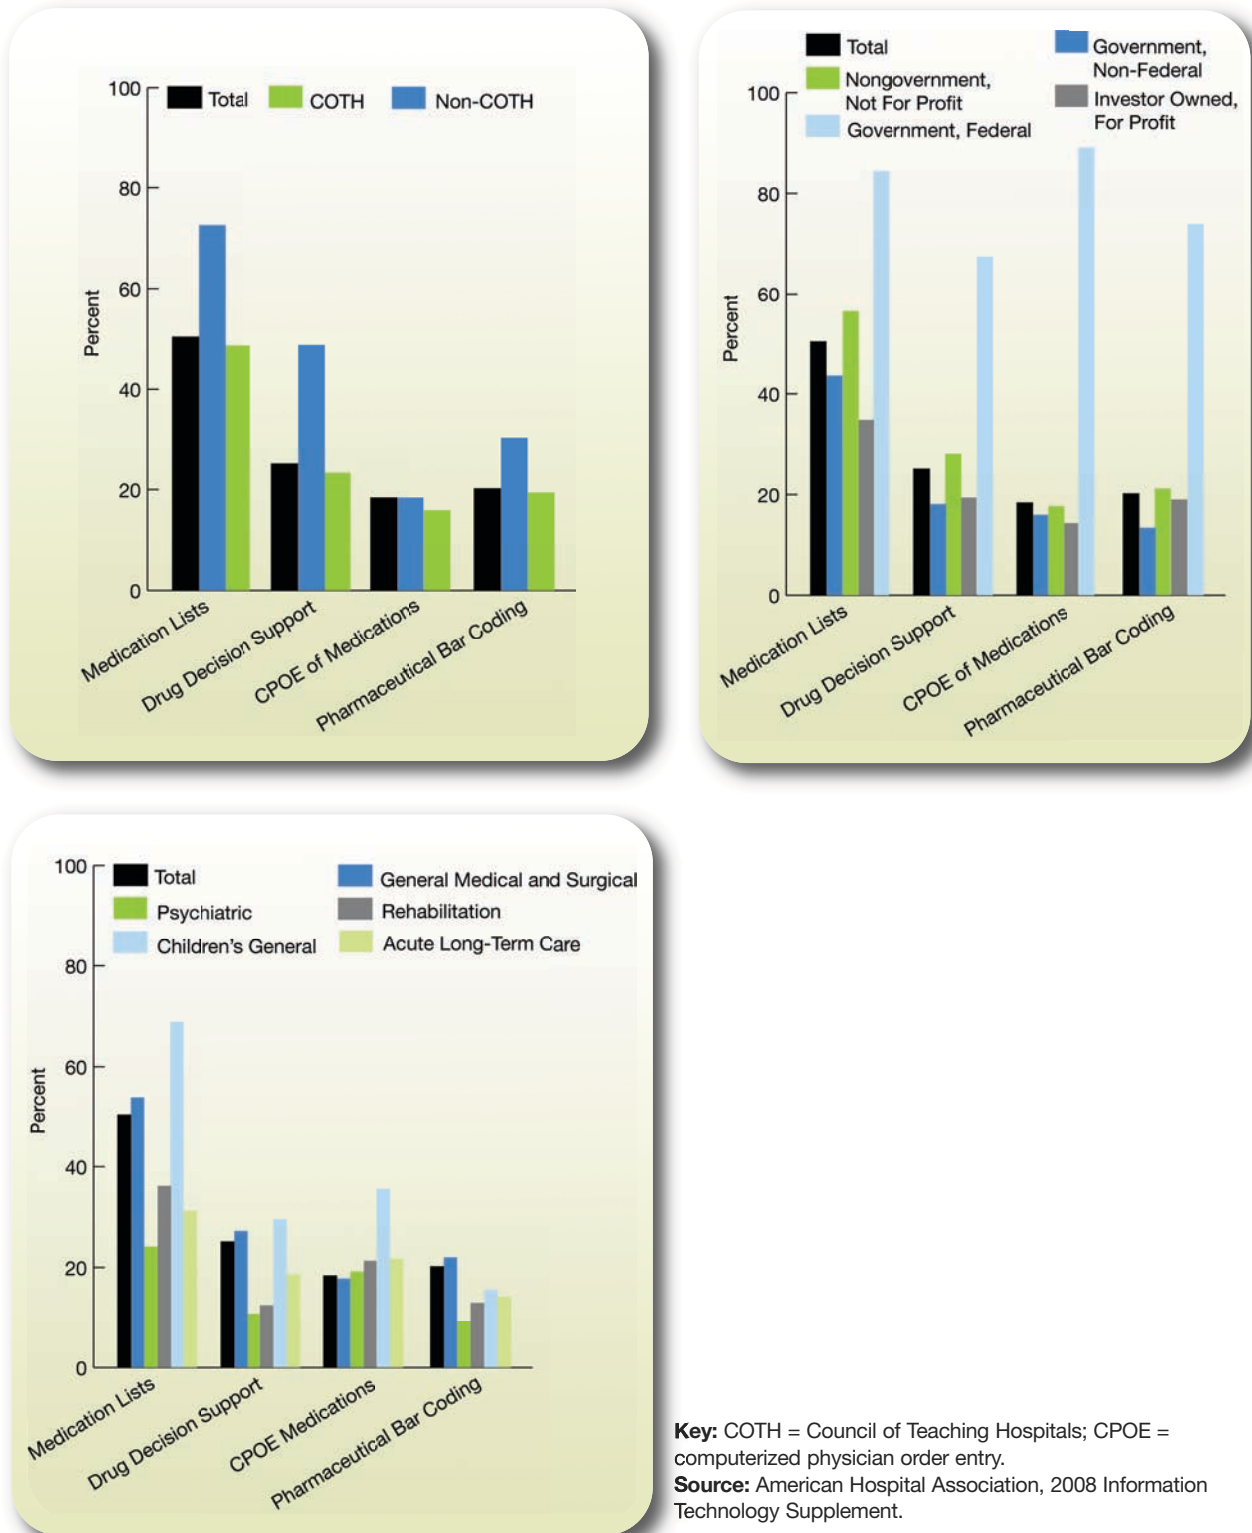 100
80
60
40
20
0
Percent
Total
COTH
Non-COTH
Medication Lists
Drug Decision Support
CPOE of Medications
Pharmaceutical Bar Coding
100
80
60
40
20
0
Percent
Total
Nongovernment,
Not For Profit
Government, Federal
Government,
Non-Federal
Investor Owned,
For Profit
Medication Lists
Drug Decision Support
CPOE of Medications
Pharmaceutical Bar Coding
100
80
60
40
20
0
Percent
Total
Psychiatric
Children's General
General Medical and Surgical
Rehabilitation
Acute Long-Term Care
Medication Lists
Drug Decision Support
CPOE Medications
Pharmaceutical Bar Coding
Key: COTH = Council of Teaching Hospitals; CPOE =
computerized physician order entry.
Source: American Hospital Association, 2008 Information
Technology Supplement.